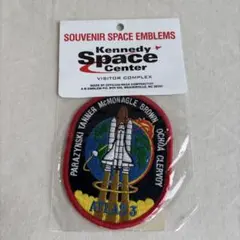 SOUVENIR SPACE EMBLEMS
Kennedy
Space
Center
VISITOR COMPLEX
PARAZYNSKI TANNER McMONAGLE BROWN OCHOA CLERVOY